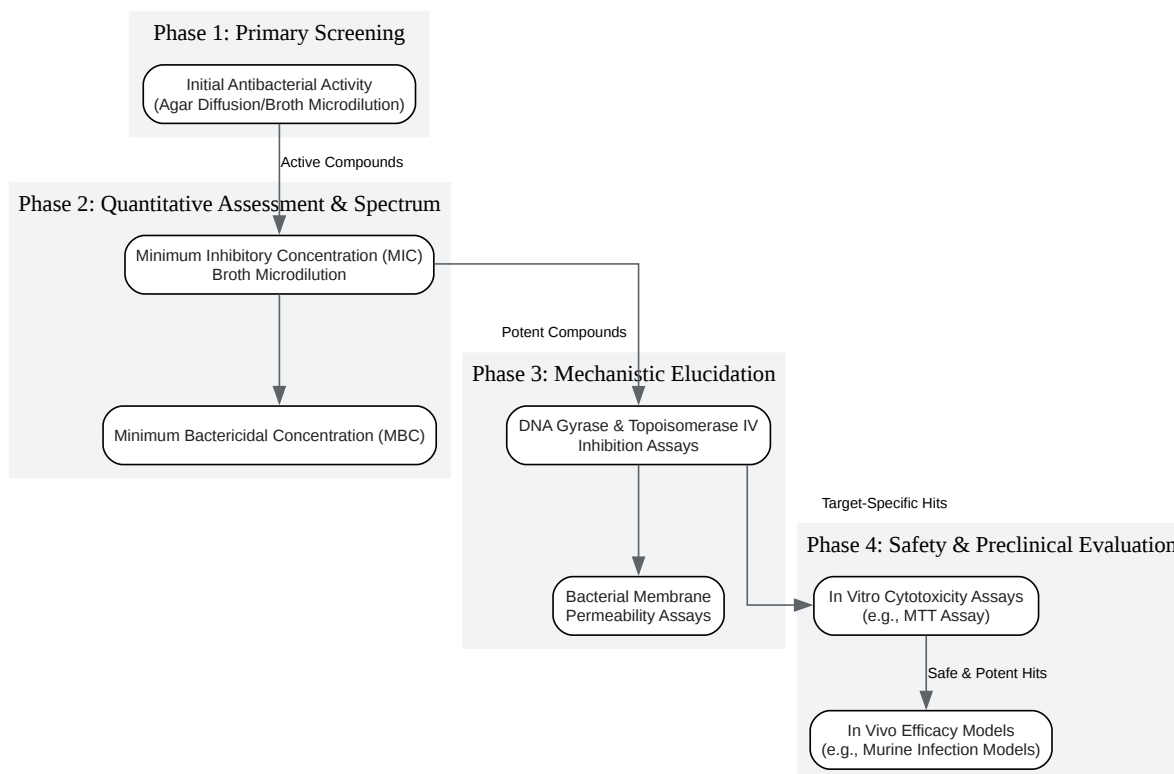 Phase 1: Primary Screening
Initial Antibacterial Activity
(Agar Diffusion/Broth Microdilution)
Active Compounds
Phase 2: Quantitative Assessment & Spectrum
Minimum Inhibitory Concentration (MIC)
Broth Microdilution
Potent Compounds
Phase 3: Mechanistic Elucidation
Minimum Bactericidal Concentration (MBC)
DNA Gyrase & Topoisomerase IV
Inhibition Assays
Target-Specific Hits
Phase 4: Safety & Preclinical Evaluation
Bacterial Membrane
Permeability Assays
In Vitro Cytotoxicity Assays
(e.g., MTT Assay)
Safe & Potent Hits
In Vivo Efficacy Models
(e.g., Murine Infection Models)